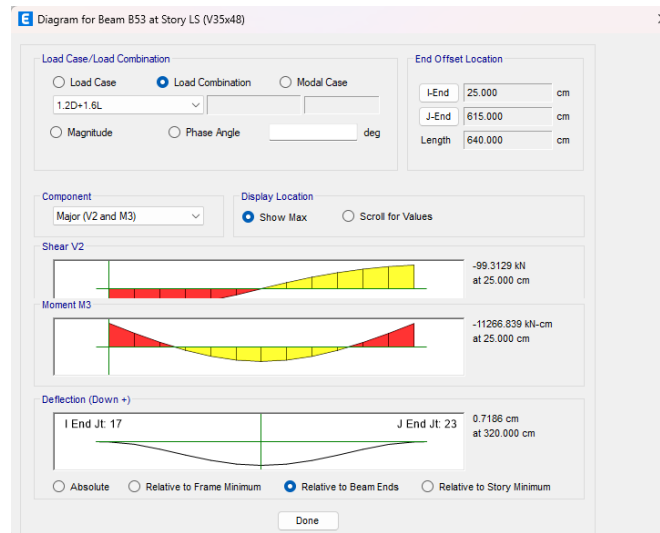 E Diagram for Beam B53 at Story LS (V35x48)
Load Case/Load Combination
Load Case Load Combination Modal Case
1.2D+1.6L
Magnitude Phase Angle deg
End Offset Location
I-End 25.000 cm
J-End 615.000 cm
Length 640.000 cm
Component
Major (V2 and M3)
Display Location
Show Max Scroll for Values
Shear V2
-99.3129 kN
at 25.000 cm
Moment M3
-11266.839 kN-cm
at 25.000 cm
Deflection (Down +)
I End Jt: 17 J End Jt: 23
0.7186 cm
at 320.000 cm
Absolute Relative to Frame Minimum Relative to Beam Ends Relative to Story Minimum
Done